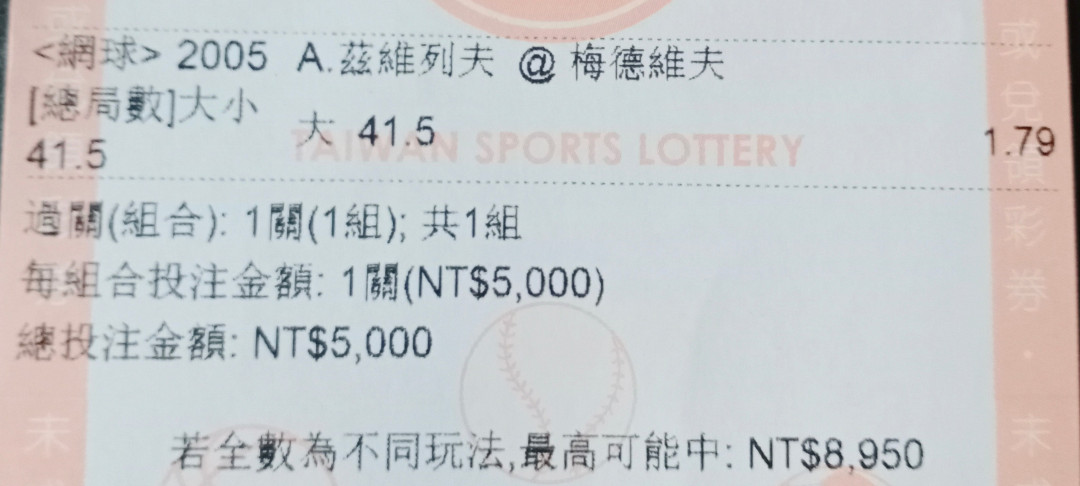 <網球> 2005 A.茲維列夫 @ 梅德維夫
[總局數]大小
41.5 大 41.5 1.79
TAIWAN SPORTS LOTTERY
過關(組合): 1關(1組); 共1組
每組合投注金額: 1關(NT$5,000)
總投注金額: NT$5,000
若全數為不同玩法,最高可能中: NT$8,950
彩券・未